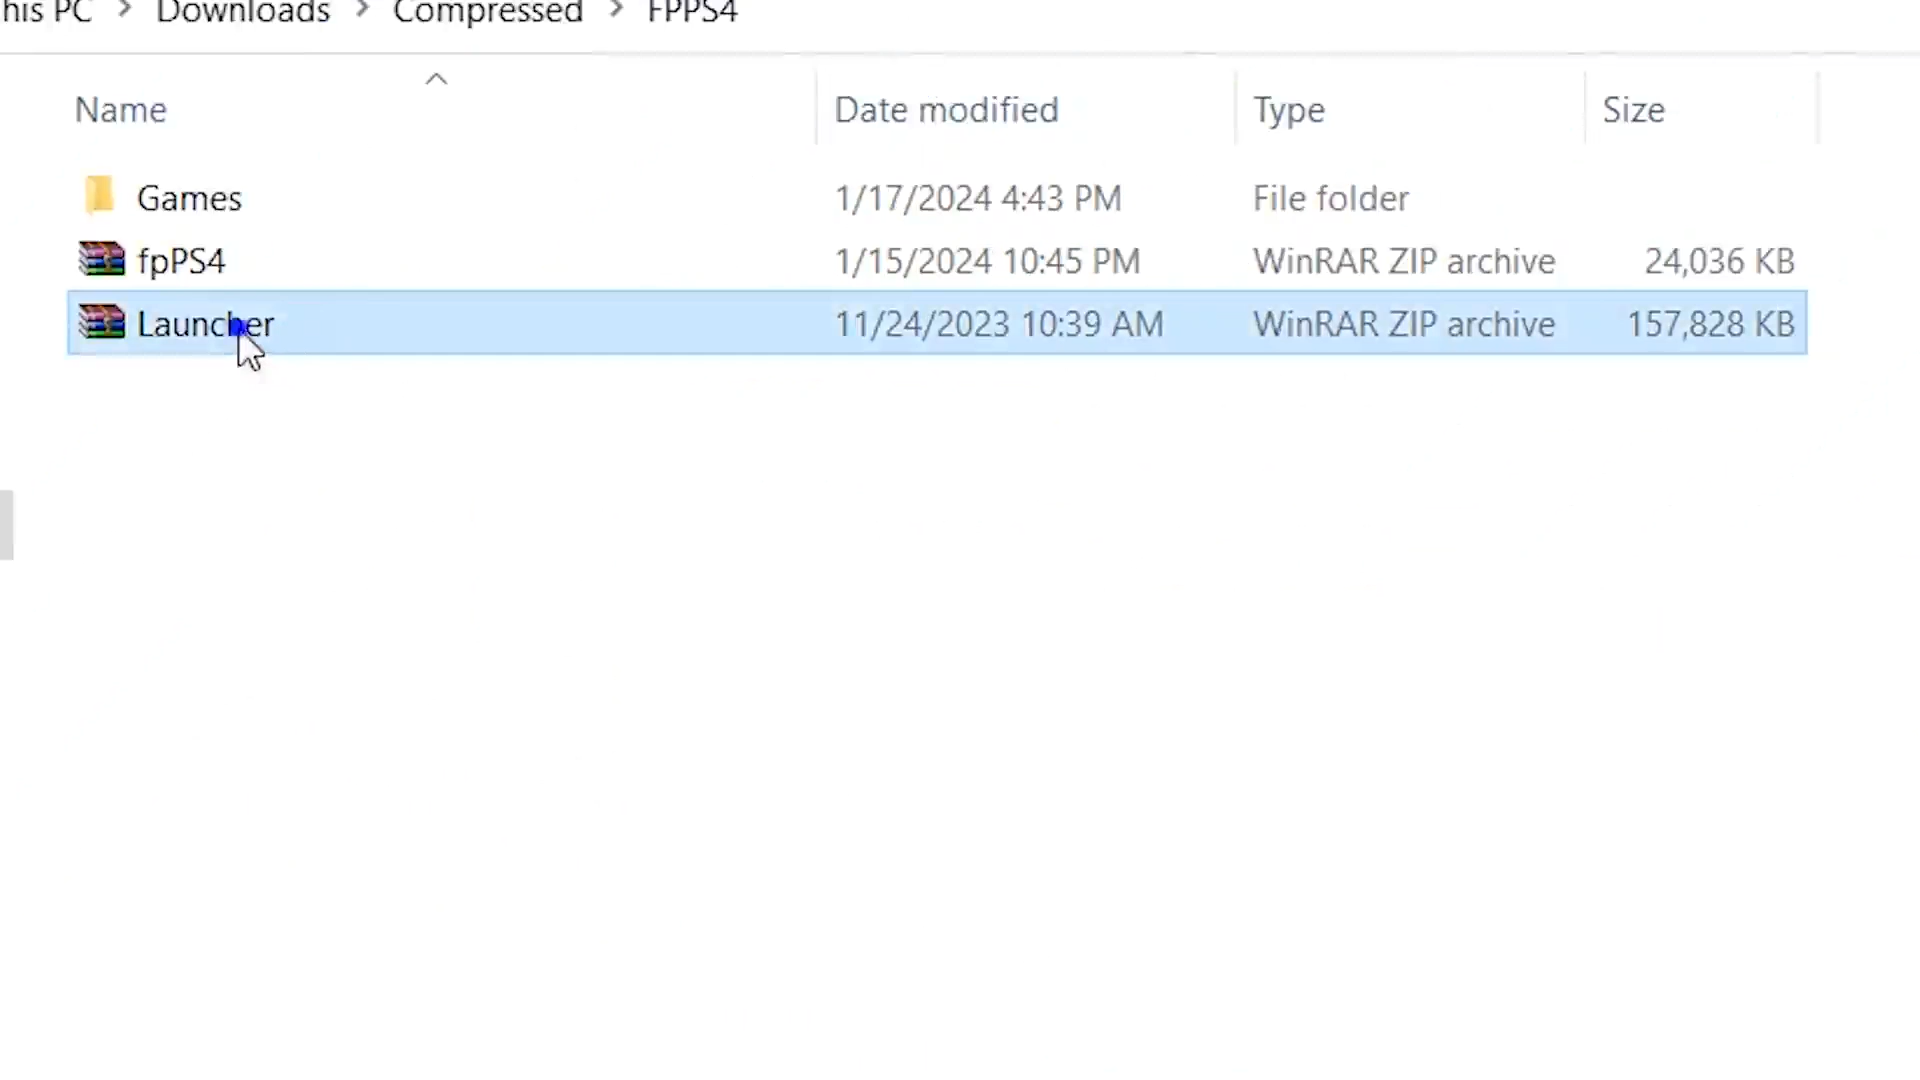 his PC > Downloads > Compressed > FPPS4
Name Date modified Type Size
Games 1/17/2024 4:43 PM File folder
fpPS4 1/15/2024 10:45 PM WinRAR ZIP archive 24,036 KB
Launcher 11/24/2023 10:39 AM WinRAR ZIP archive 157,828 KB